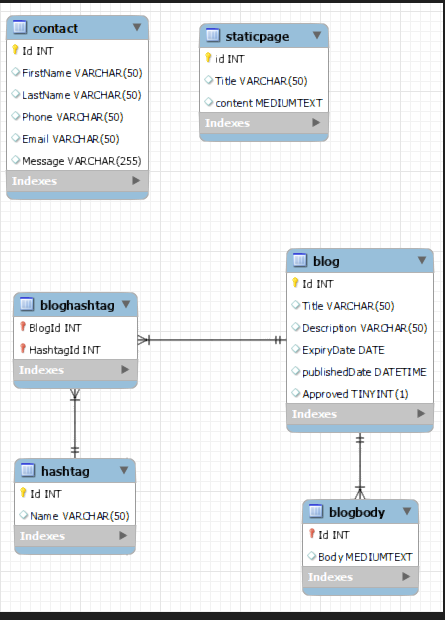 contact
Id INT
FirstName VARCHAR(50)
LastName VARCHAR(50)
Phone VARCHAR(50)
Email VARCHAR(50)
Message VARCHAR(255)
Indexes
staticpage
id INT
Title VARCHAR(50)
content MEDIUMTEXT
Indexes
bloghashtag
BlogId INT
HashtagId INT
Indexes
blog
Id INT
Title VARCHAR(50)
Description VARCHAR(50)
ExpiryDate DATE
publishedDate DATETIME
Approved TINYINT(1)
Indexes
hashtag
Id INT
Name VARCHAR(50)
Indexes
blogbody
Id INT
Body MEDIUMTEXT
Indexes